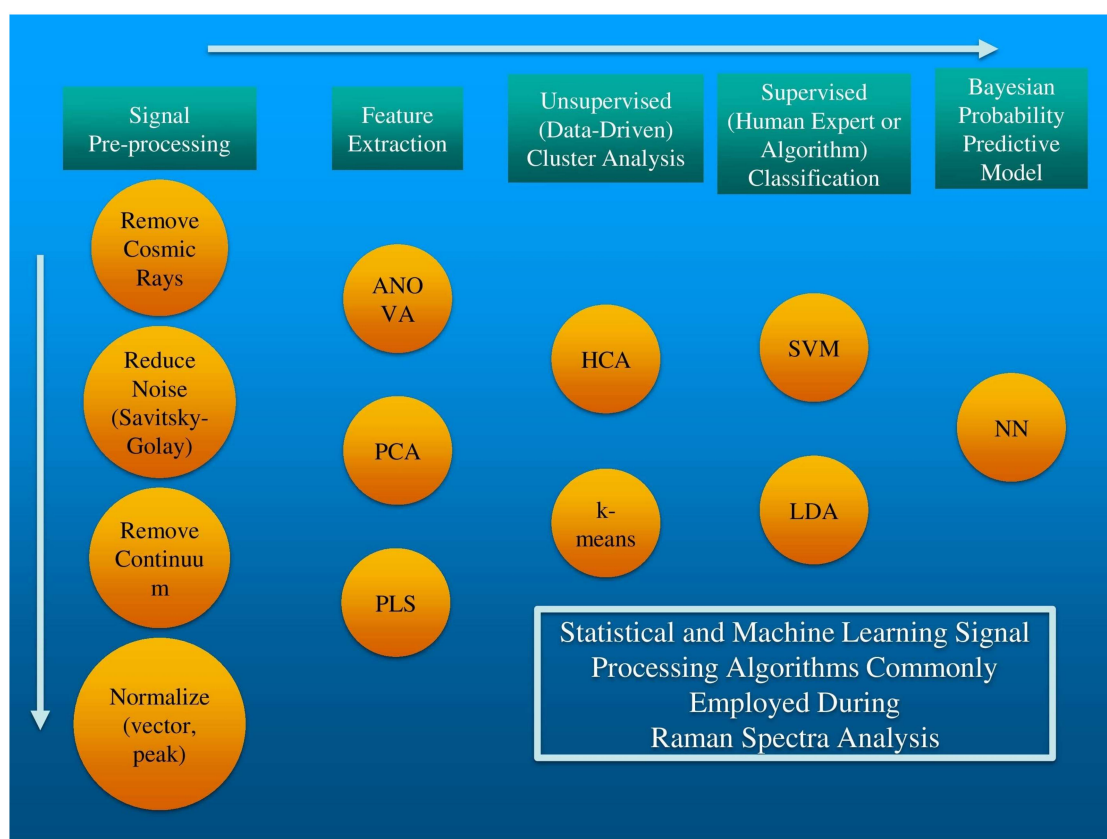 Signal
Pre-processing
Feature
Extraction
Unsupervised
(Data-Driven)
Cluster Analysis
Supervised
(Human Expert or
Algorithm)
Classification
Bayesian
Probability
Predictive
Model
Remove
Cosmic
Rays
Reduce
Noise
(Savitsky-
Golay)
Remove
Continuu
m
Normalize
(vector,
peak)
ANO
VA
PCA
PLS
HCA
k-
means
SVM
LDA
NN
Statistical and Machine Learning Signal
Processing Algorithms Commonly
Employed During
Raman Spectra Analysis